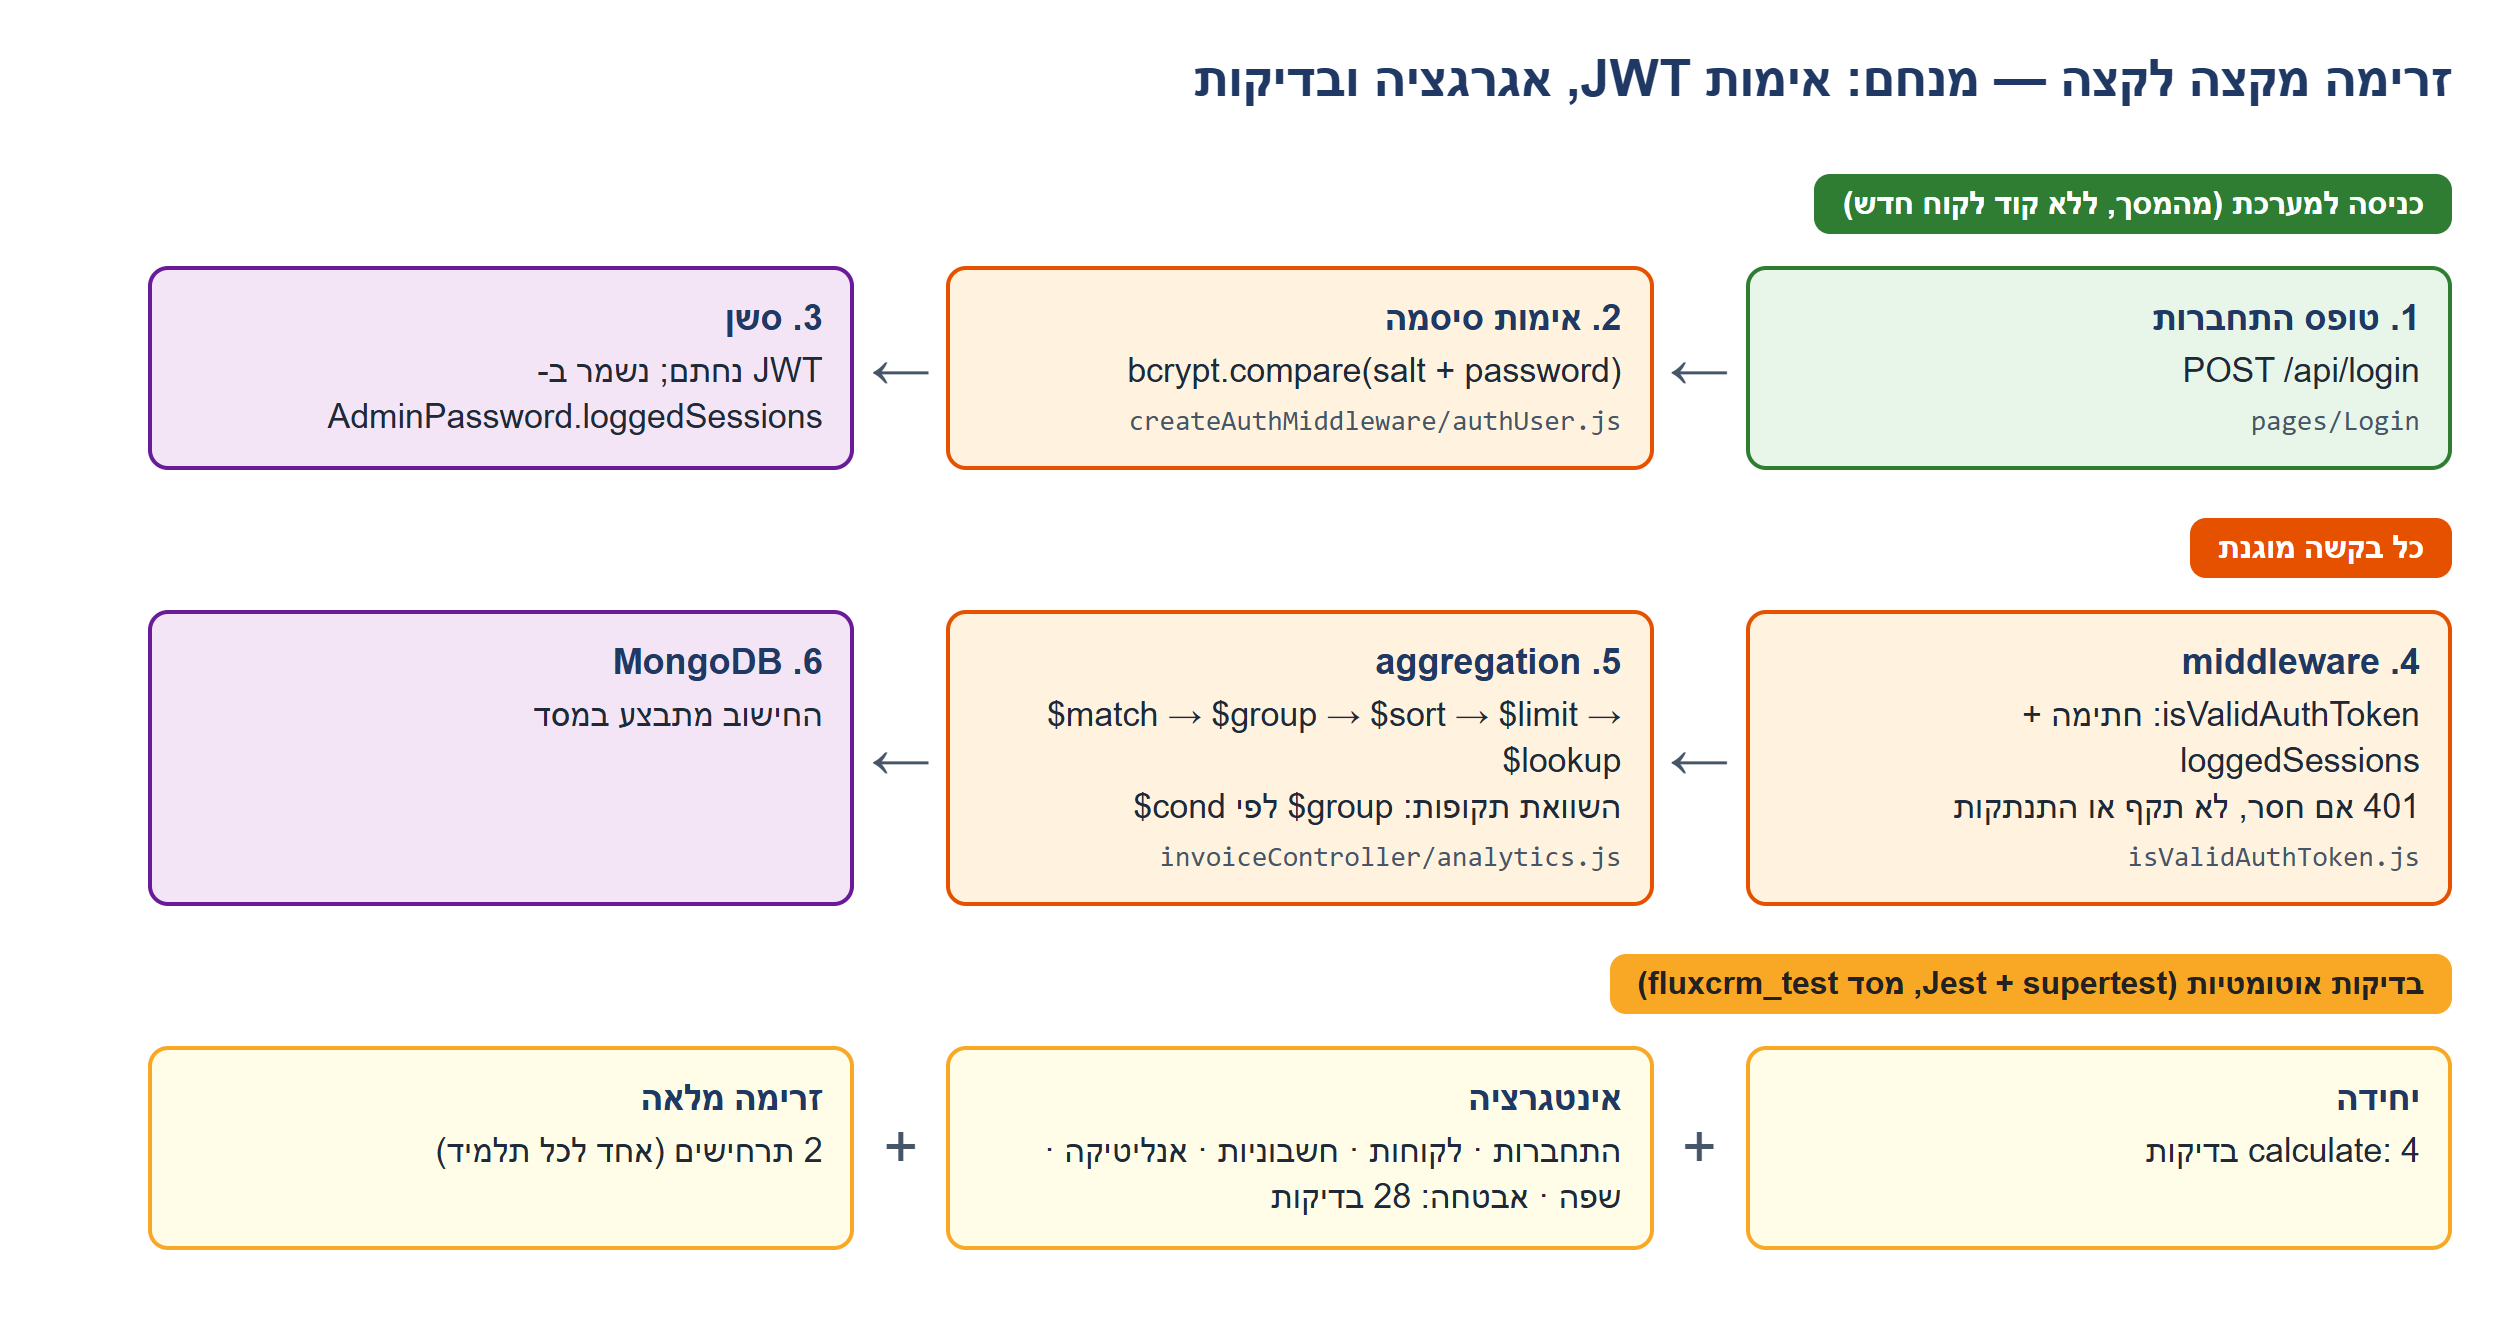 זרימה מקצה לקצה — מנחם: אימות JWT, אגרגציה ובדיקות
כניסה למערכת (מהמסך, ללא קוד לקוח חדש)
1. טופס התחברות
POST /api/login
pages/Login
←
2. אימות סיסמה
bcrypt.compare(salt + password)
createAuthMiddleware/authUser.js
←
3. סשן
JWT נחתם; נשמר ב-
AdminPassword.loggedSessions
כל בקשה מוגנת
4. middleware
isValidAuthToken: חתימה +
loggedSessions
401 אם חסר, לא תקף או התנתקות
isValidAuthToken.js
←
5. aggregation
$match → $group → $sort → $limit →
$lookup
השוואת תקופות: group$ לפי cond$
invoiceController/analytics.js
←
6. MongoDB
החישוב מתבצע במסד
בדיקות אוטומטיות (Jest + supertest, מסד fluxcrm_test)
יחידה
calculate: 4 בדיקות
+
אינטגרציה
התחברות · לקוחות · חשבוניות · אנליטיקה ·
שפה · אבטחה: 28 בדיקות
+
זרימה מלאה
2 תרחישים (אחד לכל תלמיד)